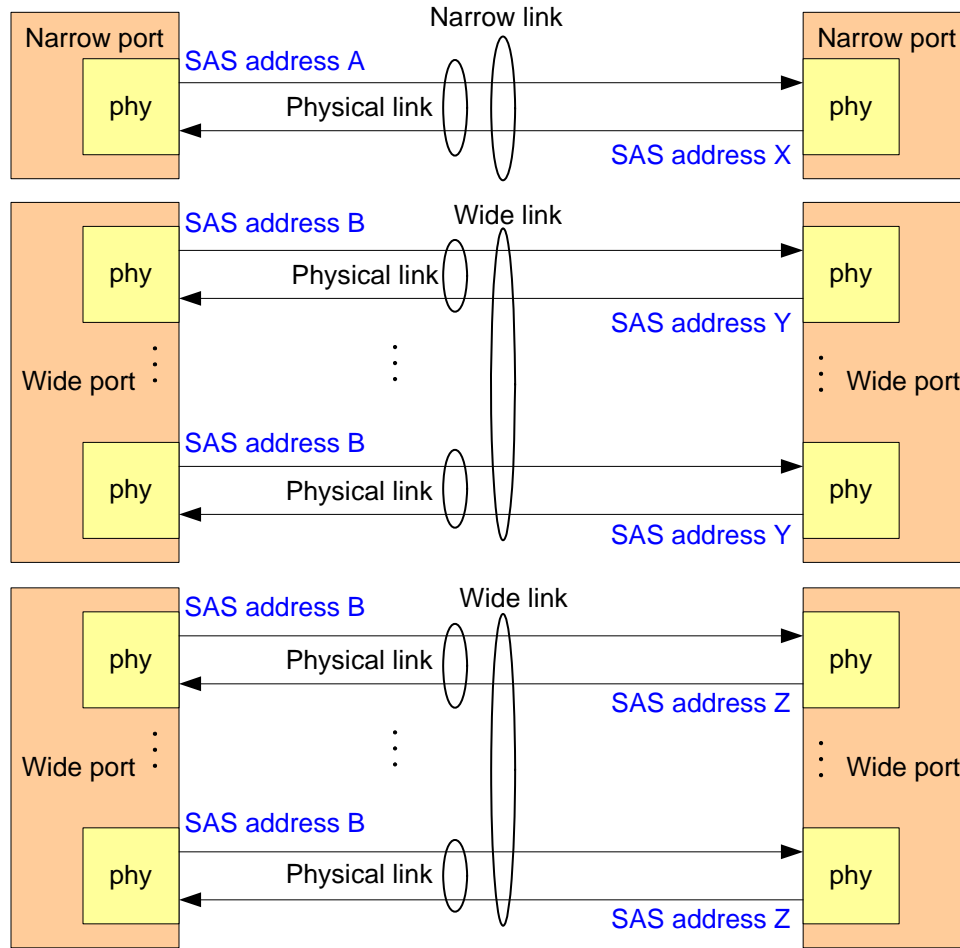 Narrow link
Narrow port
Narrow port
SAS address A
phy
Physical link
phy
SAS address X
Wide link
SAS address B
phy
Physical link
phy
SAS address Y
Wide port
Wide port
SAS address B
phy
Physical link
phy
SAS address Y
Wide link
SAS address B
phy
Physical link
phy
SAS address Z
Wide port
Wide port
SAS address B
phy
Physical link
phy
SAS address Z